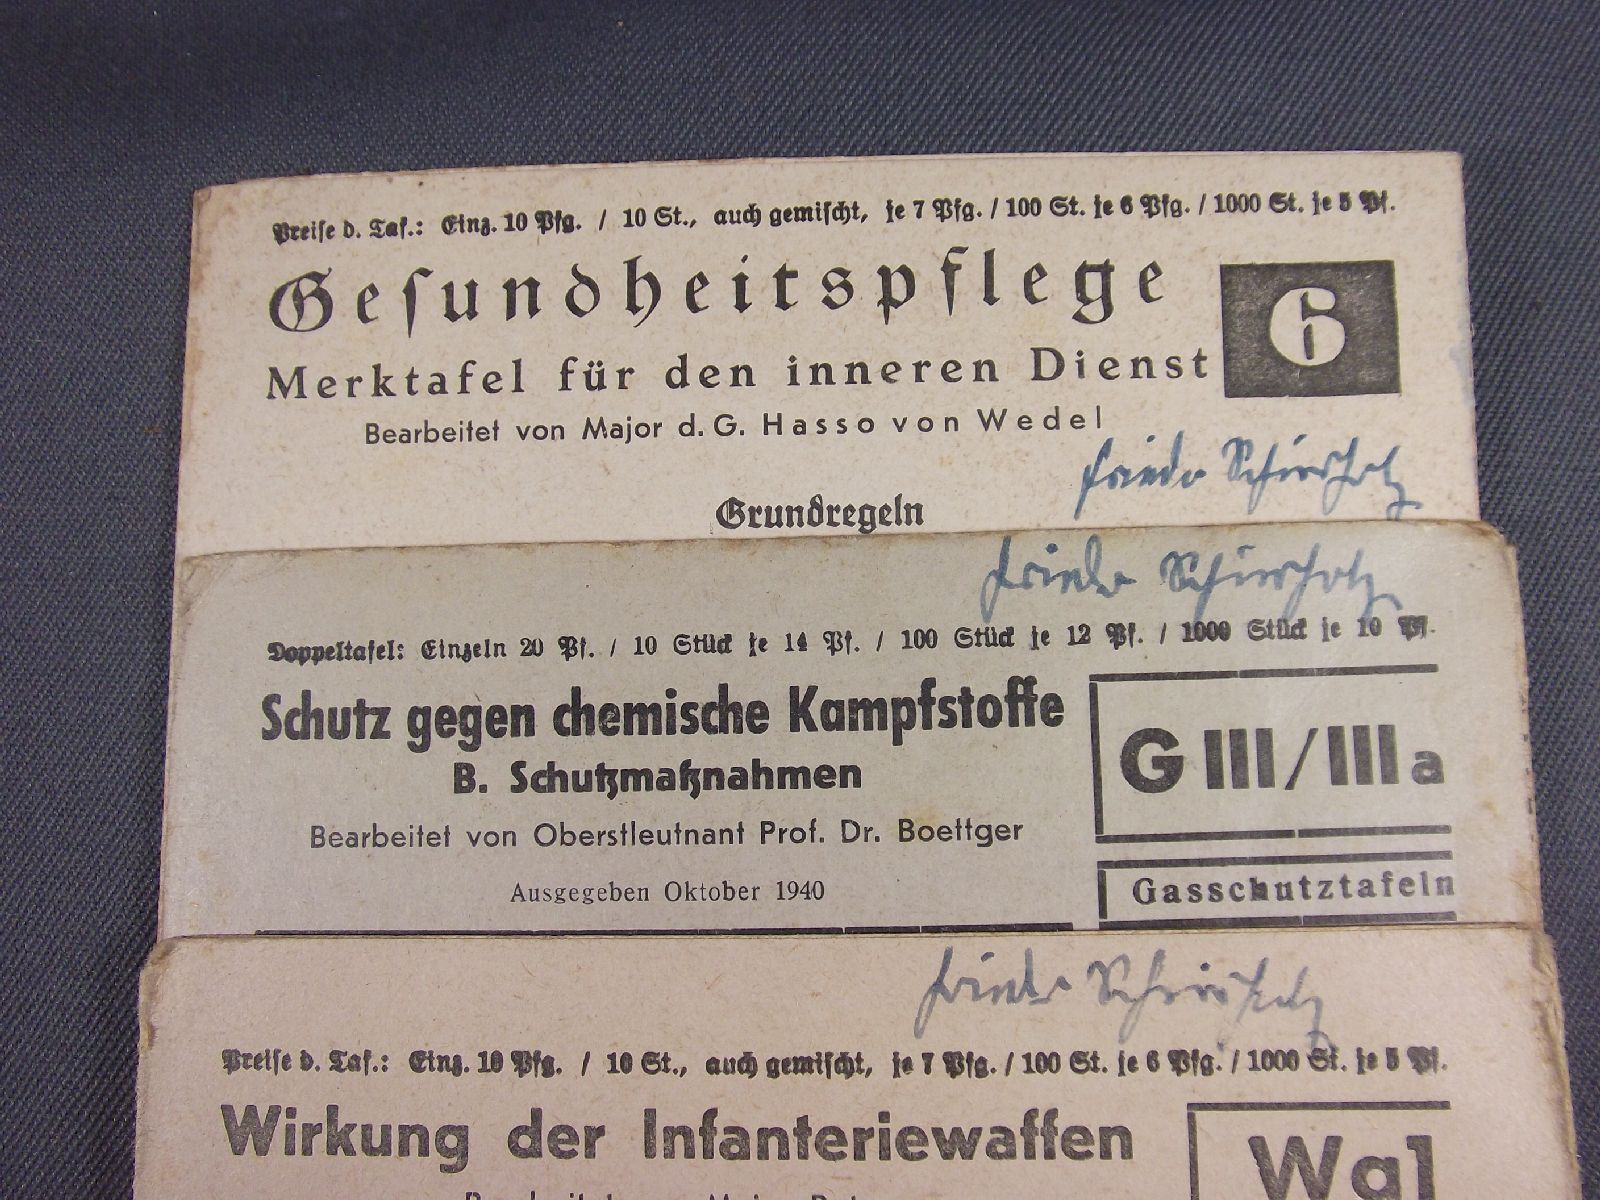 Preise d. Taf.: Einz. 10 Pfg. / 10 St., auch gemischt, je 7 Pfg. / 100 St. je 6 Pfg. / 1000 St. je 5 Pf.
Gesundheitspflege
6
Merktafel für den inneren Dienst
Bearbeitet von Major d. G. Hasso von Wedel
Grundregeln
Doppeltafel: Einzeln 20 Pf. / 10 Stück je 14 Pf. / 100 Stück je 12 Pf. / 1000 Stück je 10 Pf.
Schutz gegen chemische Kampfstoffe
B. Schutzmaßnahmen
G III/III a
Bearbeitet von Oberstleutnant Prof. Dr. Boettger
Ausgegeben Oktober 1940
Gasschutztafeln
Preise d. Taf.: Einz. 10 Pfg. / 10 St., auch gemischt, je 7 Pfg. / 100 St. je 6 Pfg. / 1000 St. je 5 Pf.
Wirkung der Infanteriewaffen